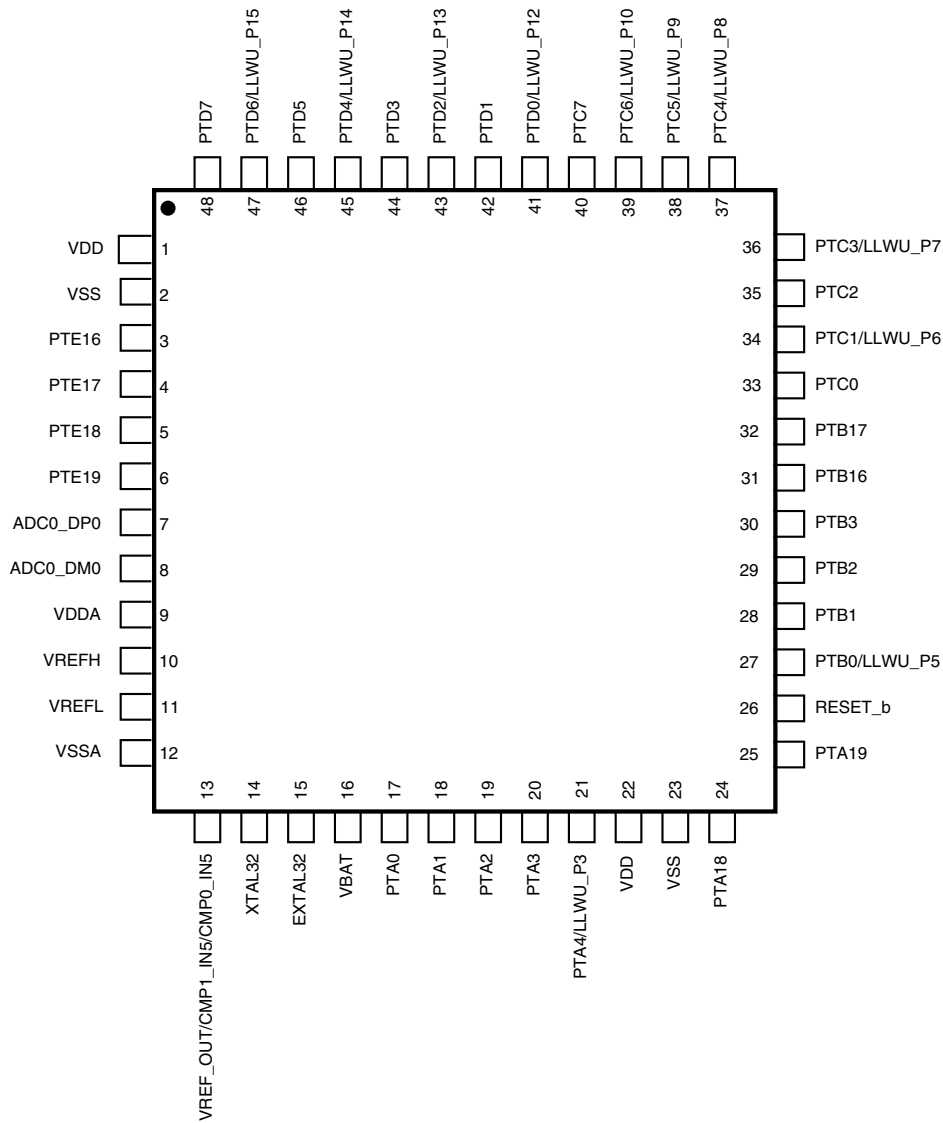 PTD7
PTD6/LLWU_P15
PTD5
PTD4/LLWU_P14
PTD3
PTD2/LLWU_P13
PTD1
PTD0/LLWU_P12
PTC7
PTC6/LLWU_P10
PTC5/LLWU_P9
PTC4/LLWU_P8
48
47
46
45
44
43
42
41
40
39
38
37
VDD 1
VSS 2
PTE16 3
PTE17 4
PTE18 5
PTE19 6
ADC0_DP0 7
ADC0_DM0 8
VDDA 9
VREFH 10
VREFL 11
VSSA 12
36 PTC3/LLWU_P7
35 PTC2
34 PTC1/LLWU_P6
33 PTC0
32 PTB17
31 PTB16
30 PTB3
29 PTB2
28 PTB1
27 PTB0/LLWU_P5
26 RESET_b
25 PTA19
13
14
15
16
17
18
19
20
21
22
23
24
VREF_OUT/CMP1_IN5/CMP0_IN5
XTAL32
EXTAL32
VBAT
PTA0
PTA1
PTA2
PTA3
PTA4/LLWU_P3
VDD
VSS
PTA18